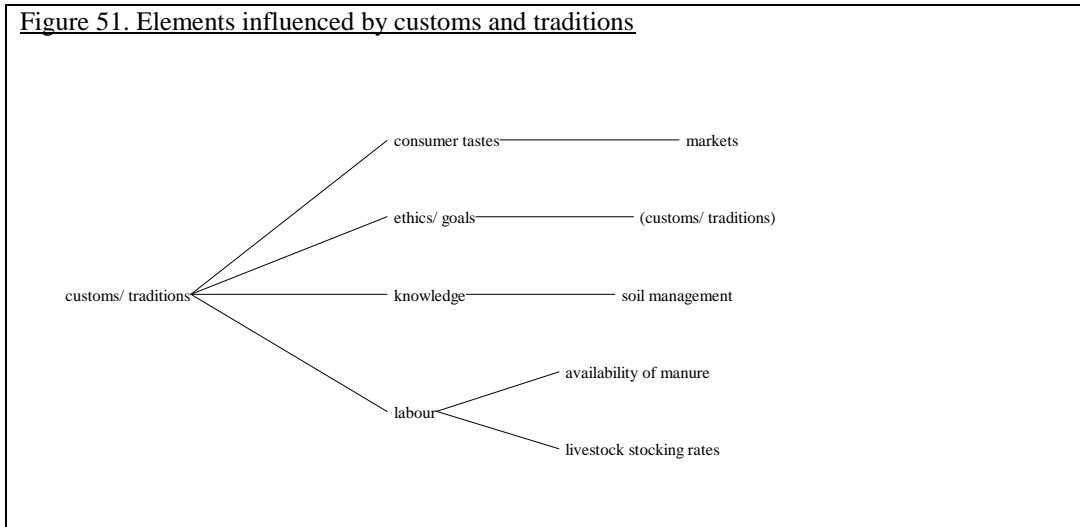 Figure 51. Elements influenced by customs and traditions
consumer tastes markets
ethics/ goals (customs/ traditions)
customs/ traditions knowledge soil management
availability of manure
labour
livestock stocking rates